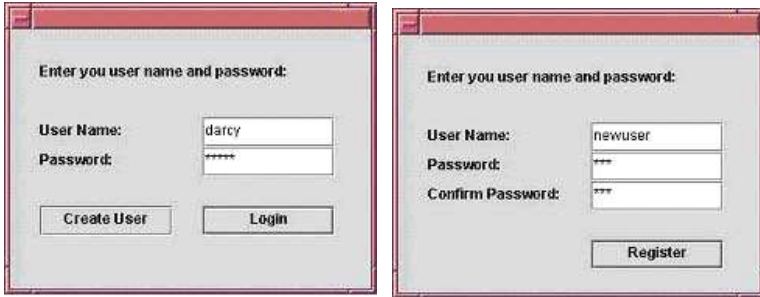 Enter you user name and password:
User Name: darcy
Password: *****
Create User Login
Enter you user name and password:
User Name: newuser
Password: ***
Confirm Password: ***
Register